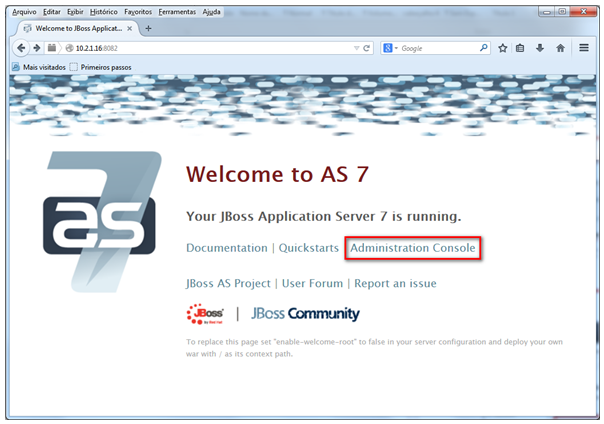 Arquivo Editar Exibir Histórico Favoritos Ferramentas Ajuda
Welcome to JBoss Applicat...
10.2.1.16:8082
Google
Mais visitados Primeiros passos
as 7
Welcome to AS 7
Your JBoss Application Server 7 is running.
Documentation | Quickstarts Administration Console
JBoss AS Project | User Forum | Report an issue
JBoss by Red Hat | JBoss Community
To replace this page set "enable-welcome-root" to false in your server configuration and deploy your own
war with / as its context path.